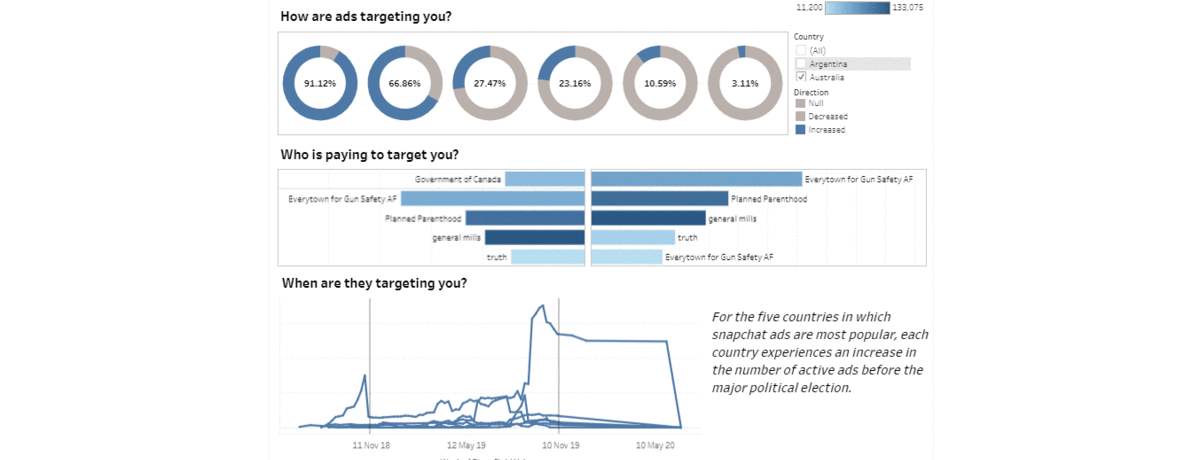 How are ads targeting you?
11,200 133,075
91.12% 66.86% 27.47% 23.16% 10.59% 3.11%
Country
(All)
Argentina
Australia
Direction
Null
Decreased
Increased
Who is paying to target you?
Government of Canada Everytown for Gun Safety AF
Everytown for Gun Safety AF Planned Parenthood
Planned Parenthood general mills
general mills truth
truth Everytown for Gun Safety AF
When are they targeting you?
For the five countries in which
snapchat ads are most popular, each
country experiences an increase in
the number of active ads before the
major political election.
11 Nov 18 12 May 19 10 Nov 19 10 May 20